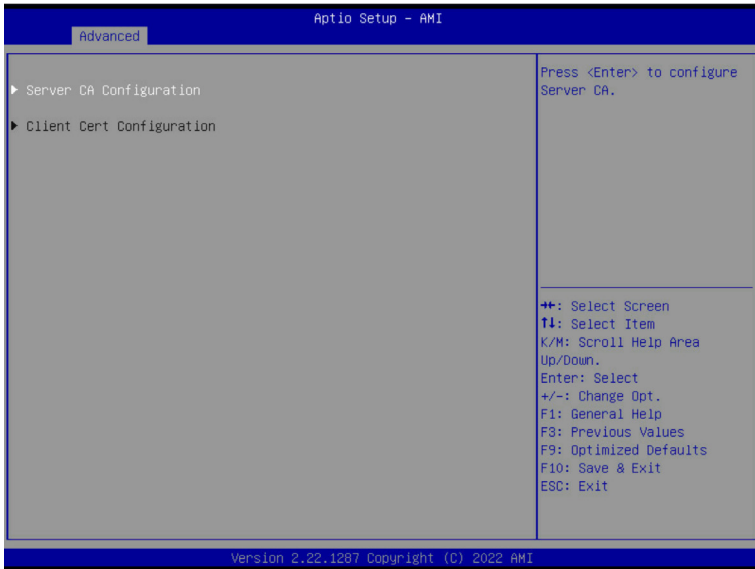 Aptio Setup – AMI
Advanced
▶ Server CA Configuration
▶ Client Cert Configuration
Press <Enter> to configure
Server CA.
→←: Select Screen
↑↓: Select Item
K/M: Scroll Help Area
Up/Down.
Enter: Select
+/-: Change Opt.
F1: General Help
F3: Previous Values
F9: Optimized Defaults
F10: Save & Exit
ESC: Exit
Version 2.22.1287 Copyright (C) 2022 AMI